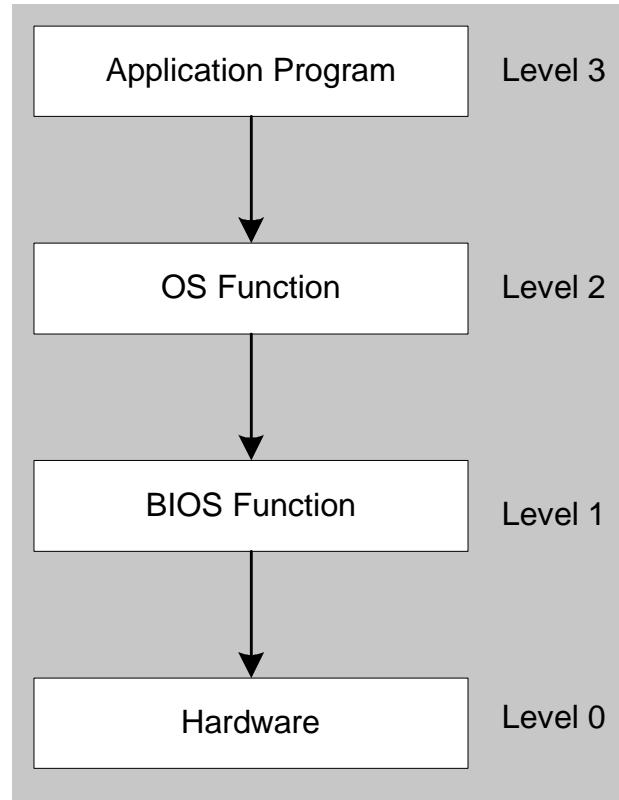 Application Program Level 3
OS Function Level 2
BIOS Function Level 1
Hardware Level 0